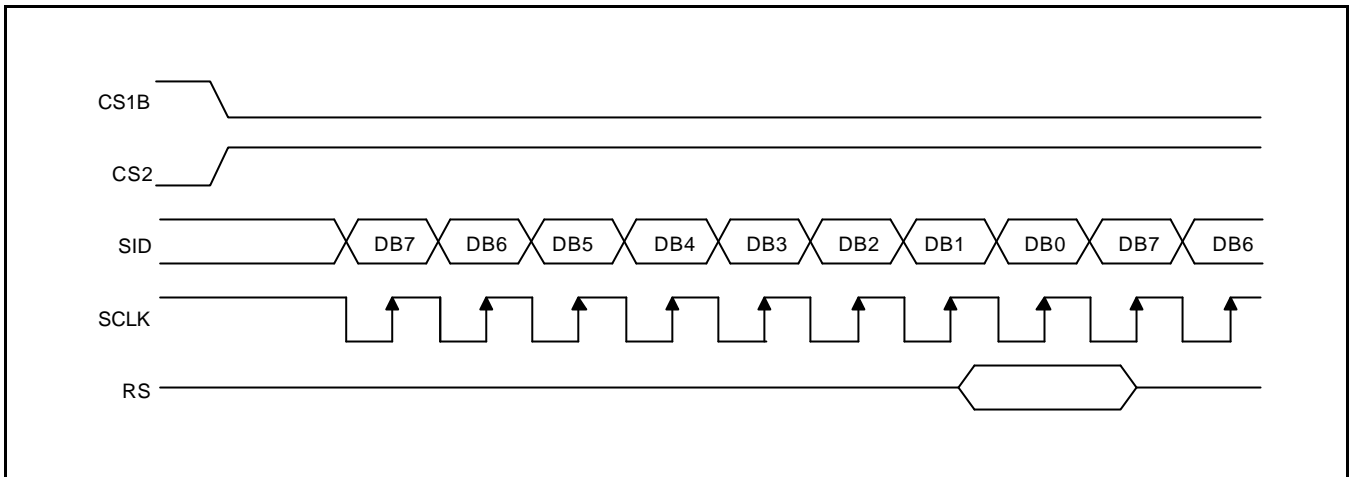 CS1B
CS2
SID DB7 DB6 DB5 DB4 DB3 DB2 DB1 DB0 DB7 DB6
SCLK
RS